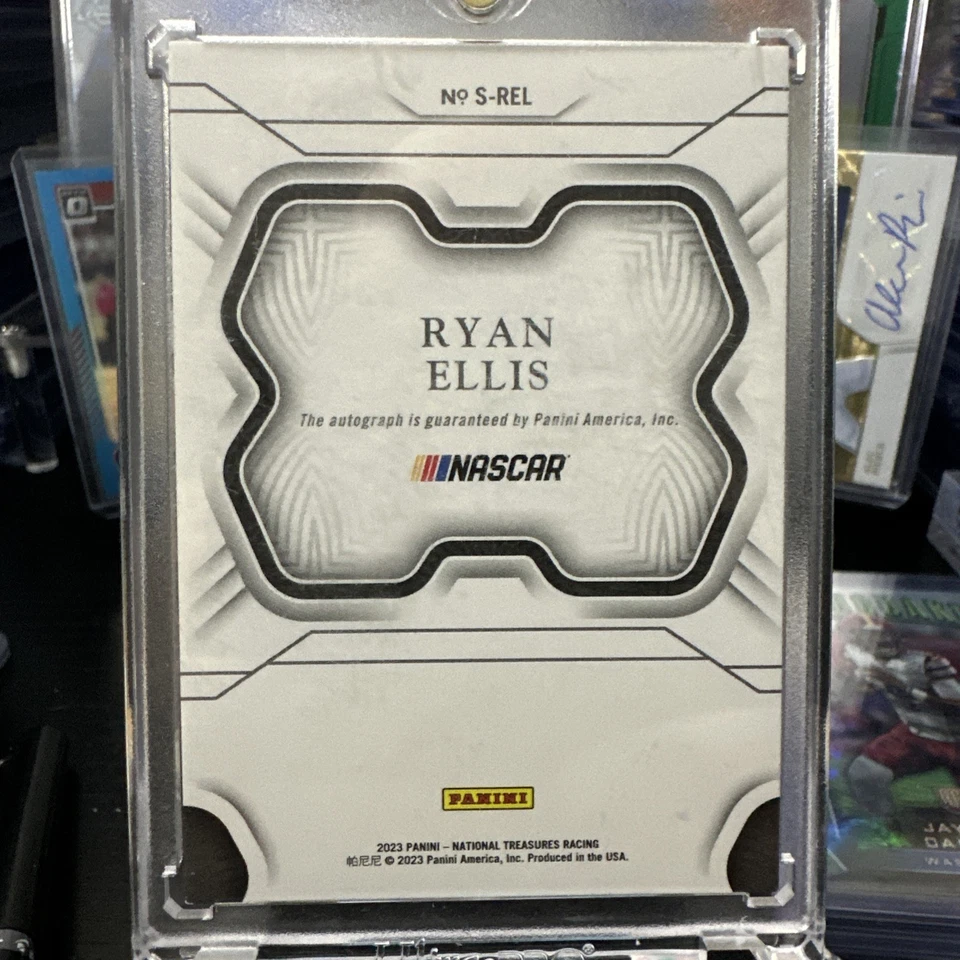 Nº S-REL
RYAN
ELLIS
The autograph is guaranteed by Panini America, Inc.
NASCAR
PANINI
2023 PANINI – NATIONAL TREASURES RACING
帕尼尼 © 2023 Panini America, Inc. Produced in the USA.
JAY